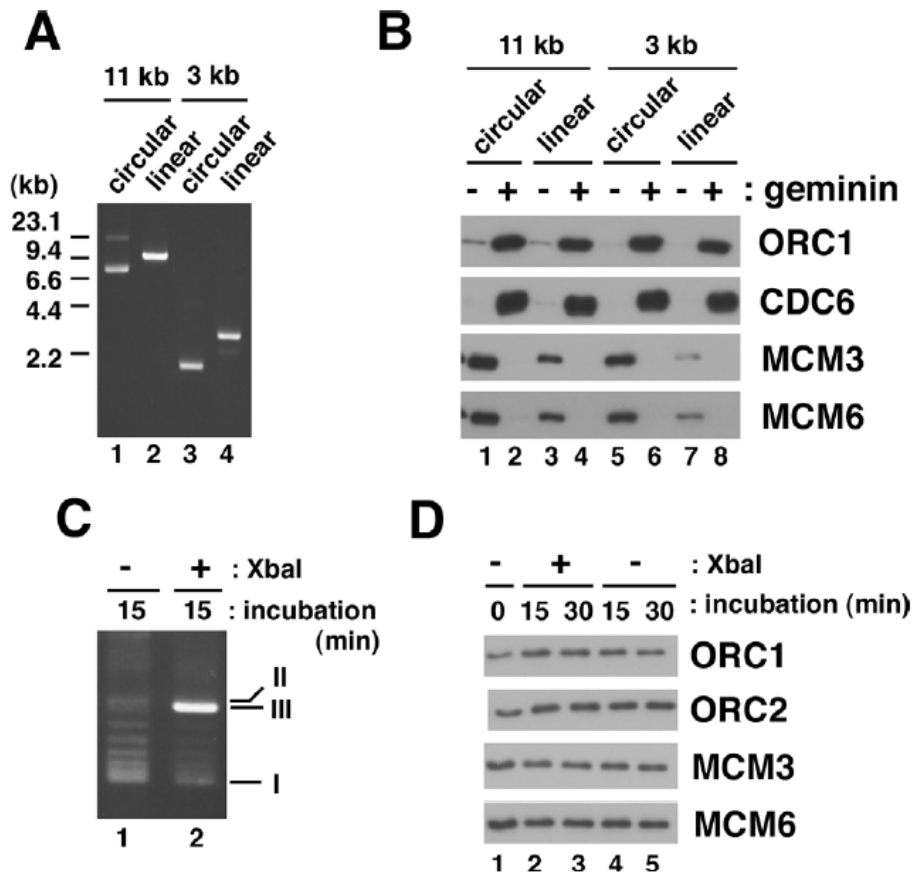 A
11 kb 3 kb
circular linear circular linear
(kb)
23.1
9.4
6.6
4.4
2.2
1 2 3 4
B
11 kb 3 kb
circular linear circular linear
- + - + - + - + : geminin
ORC1
CDC6
MCM3
MCM6
1 2 3 4 5 6 7 8
C
- + : XbaI
15 15 : incubation
(min)
II
III
I
1 2
D
- + - : XbaI
0 15 30 15 30 : incubation (min)
ORC1
ORC2
MCM3
MCM6
1 2 3 4 5